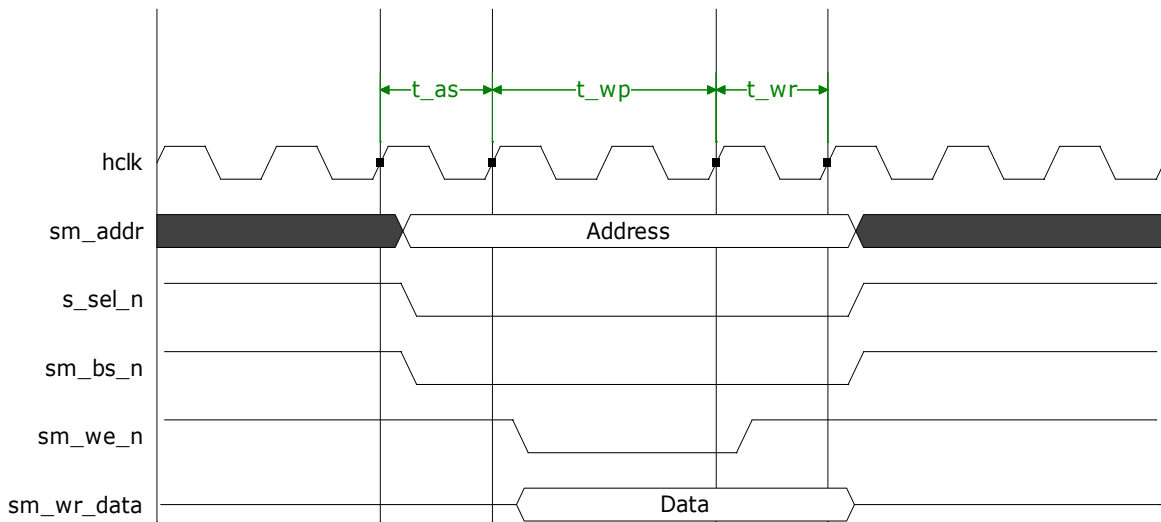 t_as t_wp t_wr
hclk
sm_addr Address
s_sel_n
sm_bs_n
sm_we_n
sm_wr_data Data